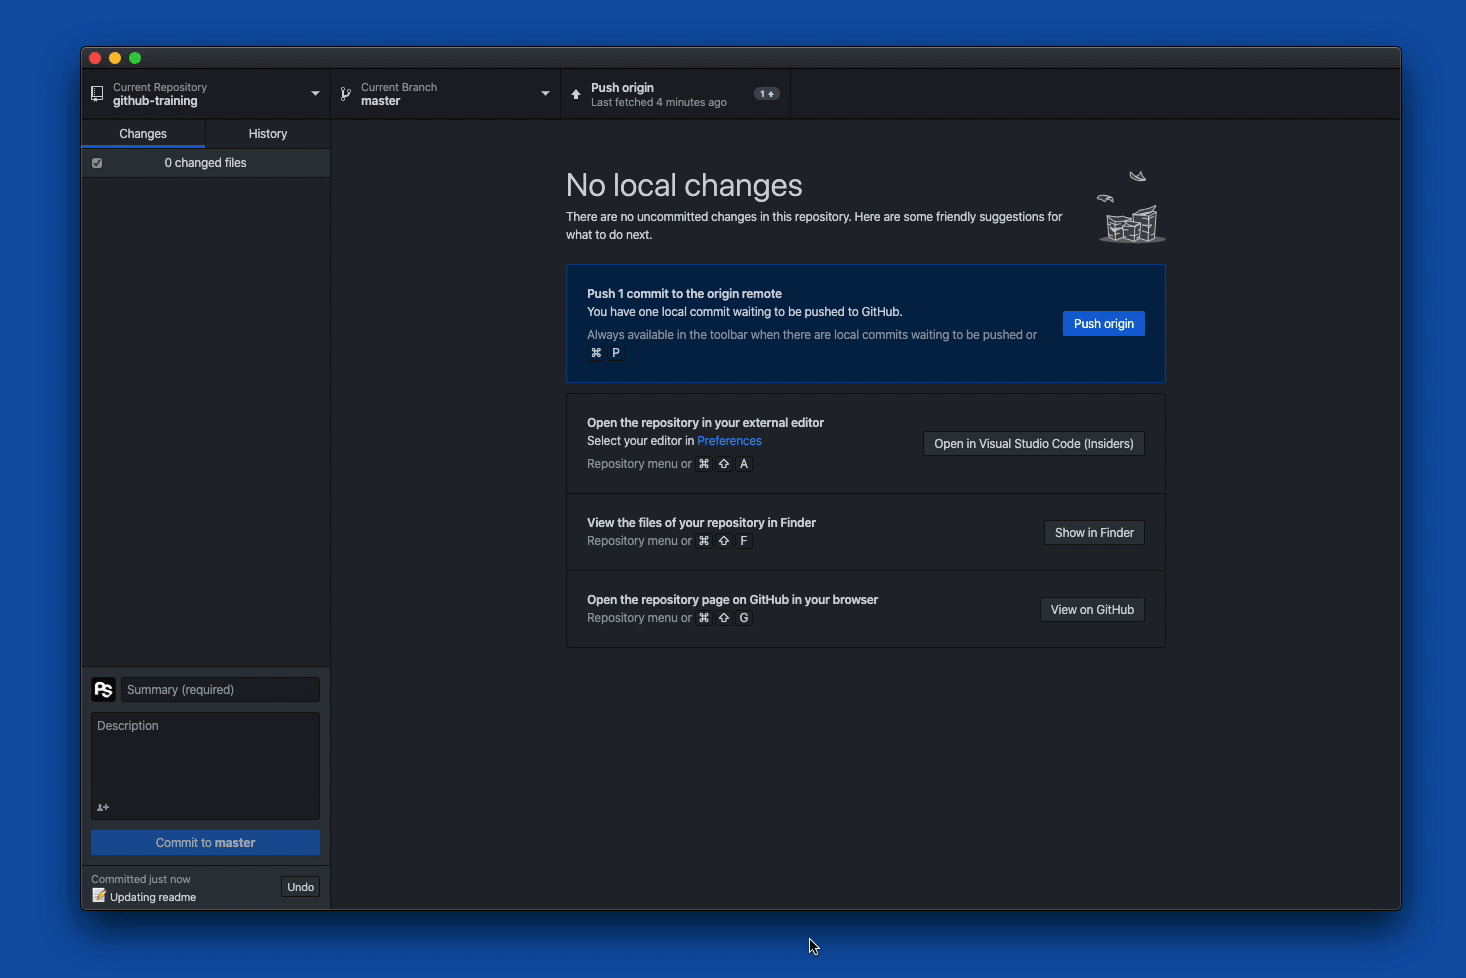 Current Repository
github-training
Current Branch
master
Push origin
Last fetched 4 minutes ago
1
Changes
History
0 changed files
No local changes
There are no uncommitted changes in this repository. Here are some friendly suggestions for
what to do next.
Push 1 commit to the origin remote
You have one local commit waiting to be pushed to GitHub.
Always available in the toolbar when there are local commits waiting to be pushed or
⌘ P
Push origin
Open the repository in your external editor
Select your editor in Preferences
Repository menu or ⌘ ⇧ A
Open in Visual Studio Code (Insiders)
View the files of your repository in Finder
Repository menu or ⌘ ⇧ F
Show in Finder
Open the repository page on GitHub in your browser
Repository menu or ⌘ ⇧ G
View on GitHub
PS
Summary (required)
Description
Commit to master
Committed just now
📝 Updating readme
Undo